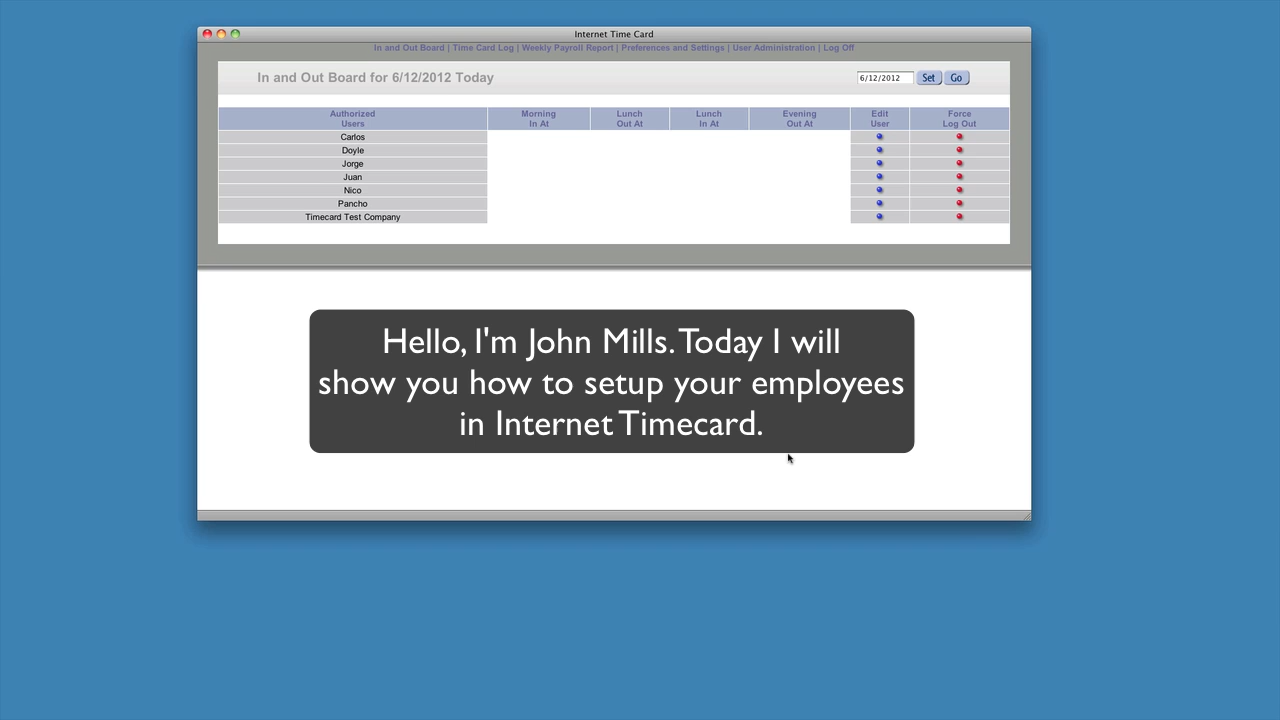 Internet Time Card
In and Out Board | Time Card Log | Weekly Payroll Report | Preferences and Settings | User Administration | Log Off
In and Out Board for 6/12/2012 Today
6/12/2012 Set Go
Authorized Users Morning In At Lunch Out At Lunch In At Evening Out At Edit User Force Log Out
Carlos
Doyle
Jorge
Juan
Nico
Pancho
Timecard Test Company
Hello, I'm John Mills. Today I will
show you how to setup your employees
in Internet Timecard.